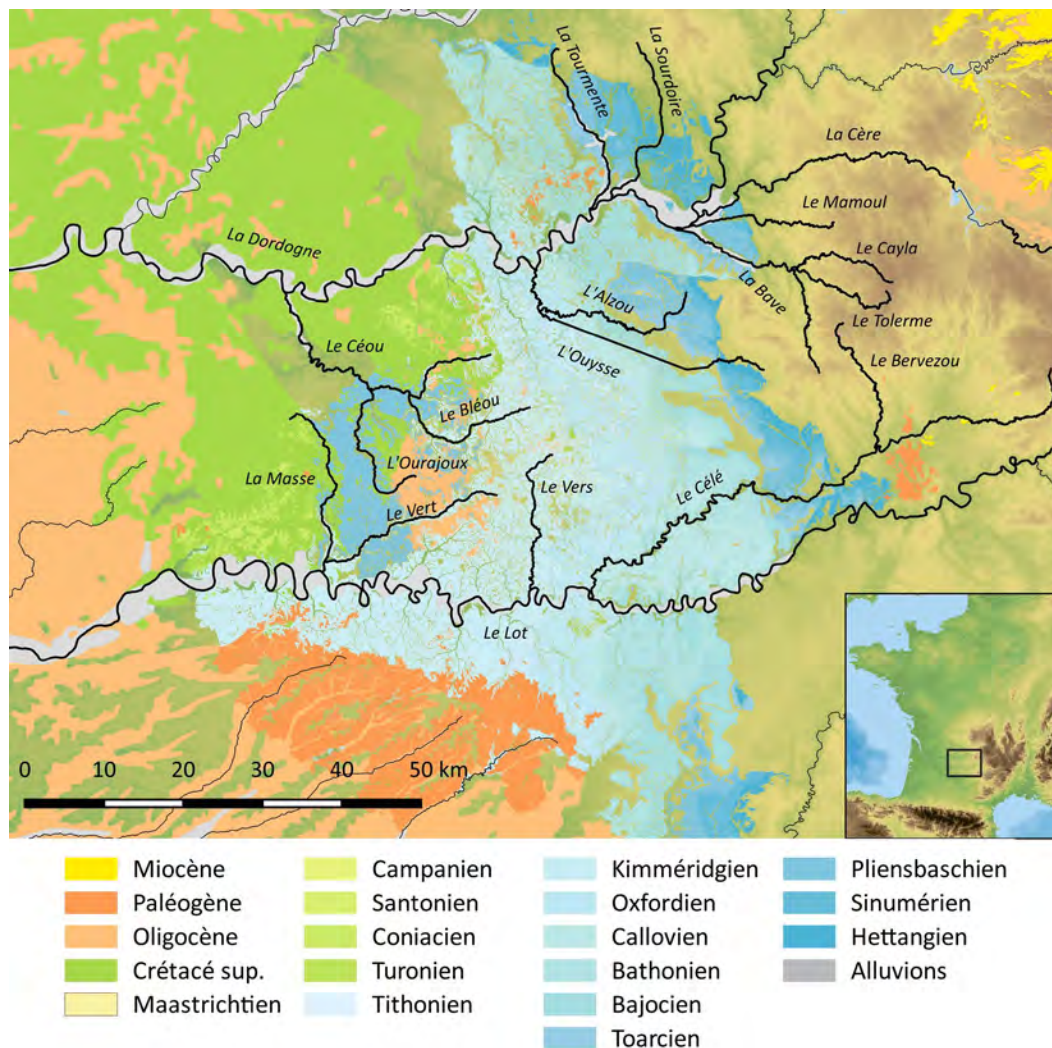 La Tourmente
La Sourdoire
La Cère
Le Mamoul
Le Cayla
La Dordogne
La Bave
L'Alzou
Le Tolerme
Le Céou
L'Ouysse
Le Bervezou
Le Bléou
L'Ourajoux
La Masse
Le Vers
Le Célé
Le Vert
Le Lot
0 10 20 30 40 50 km
Miocène
Paléogène
Oligocène
Crétacé sup.
Maastrichtien
Campanien
Santonien
Coniacien
Turonien
Tithonien
Kimméridgien
Oxfordien
Callovien
Bathonien
Bajocien
Toarcien
Pliensbaschien
Sinumérien
Hettangien
Alluvions